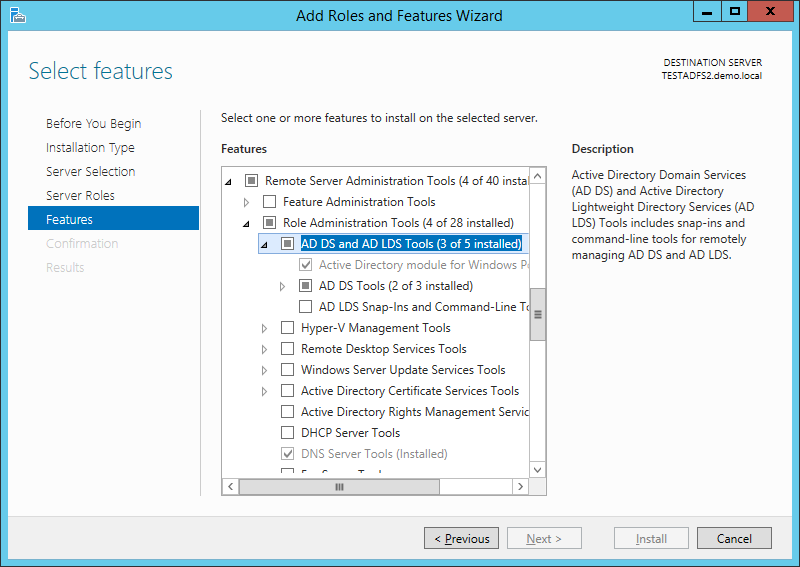 Add Roles and Features Wizard
Select features
DESTINATION SERVER
TESTADFS2.demo.local
Before You Begin
Installation Type
Server Selection
Server Roles
Features
Confirmation
Results
Select one or more features to install on the selected server.
Features
Remote Server Administration Tools (4 of 40 instal
Feature Administration Tools
Role Administration Tools (4 of 28 installed)
AD DS and AD LDS Tools (3 of 5 installed)
Active Directory module for Windows Po
AD DS Tools (2 of 3 installed)
AD LDS Snap-Ins and Command-Line To
Hyper-V Management Tools
Remote Desktop Services Tools
Windows Server Update Services Tools
Active Directory Certificate Services Tools
Active Directory Rights Management Servic
DHCP Server Tools
DNS Server Tools (Installed)
Description
Active Directory Domain Services
(AD DS) and Active Directory
Lightweight Directory Services (AD
LDS) Tools includes snap-ins and
command-line tools for remotely
managing AD DS and AD LDS.
< Previous
Next >
Install
Cancel